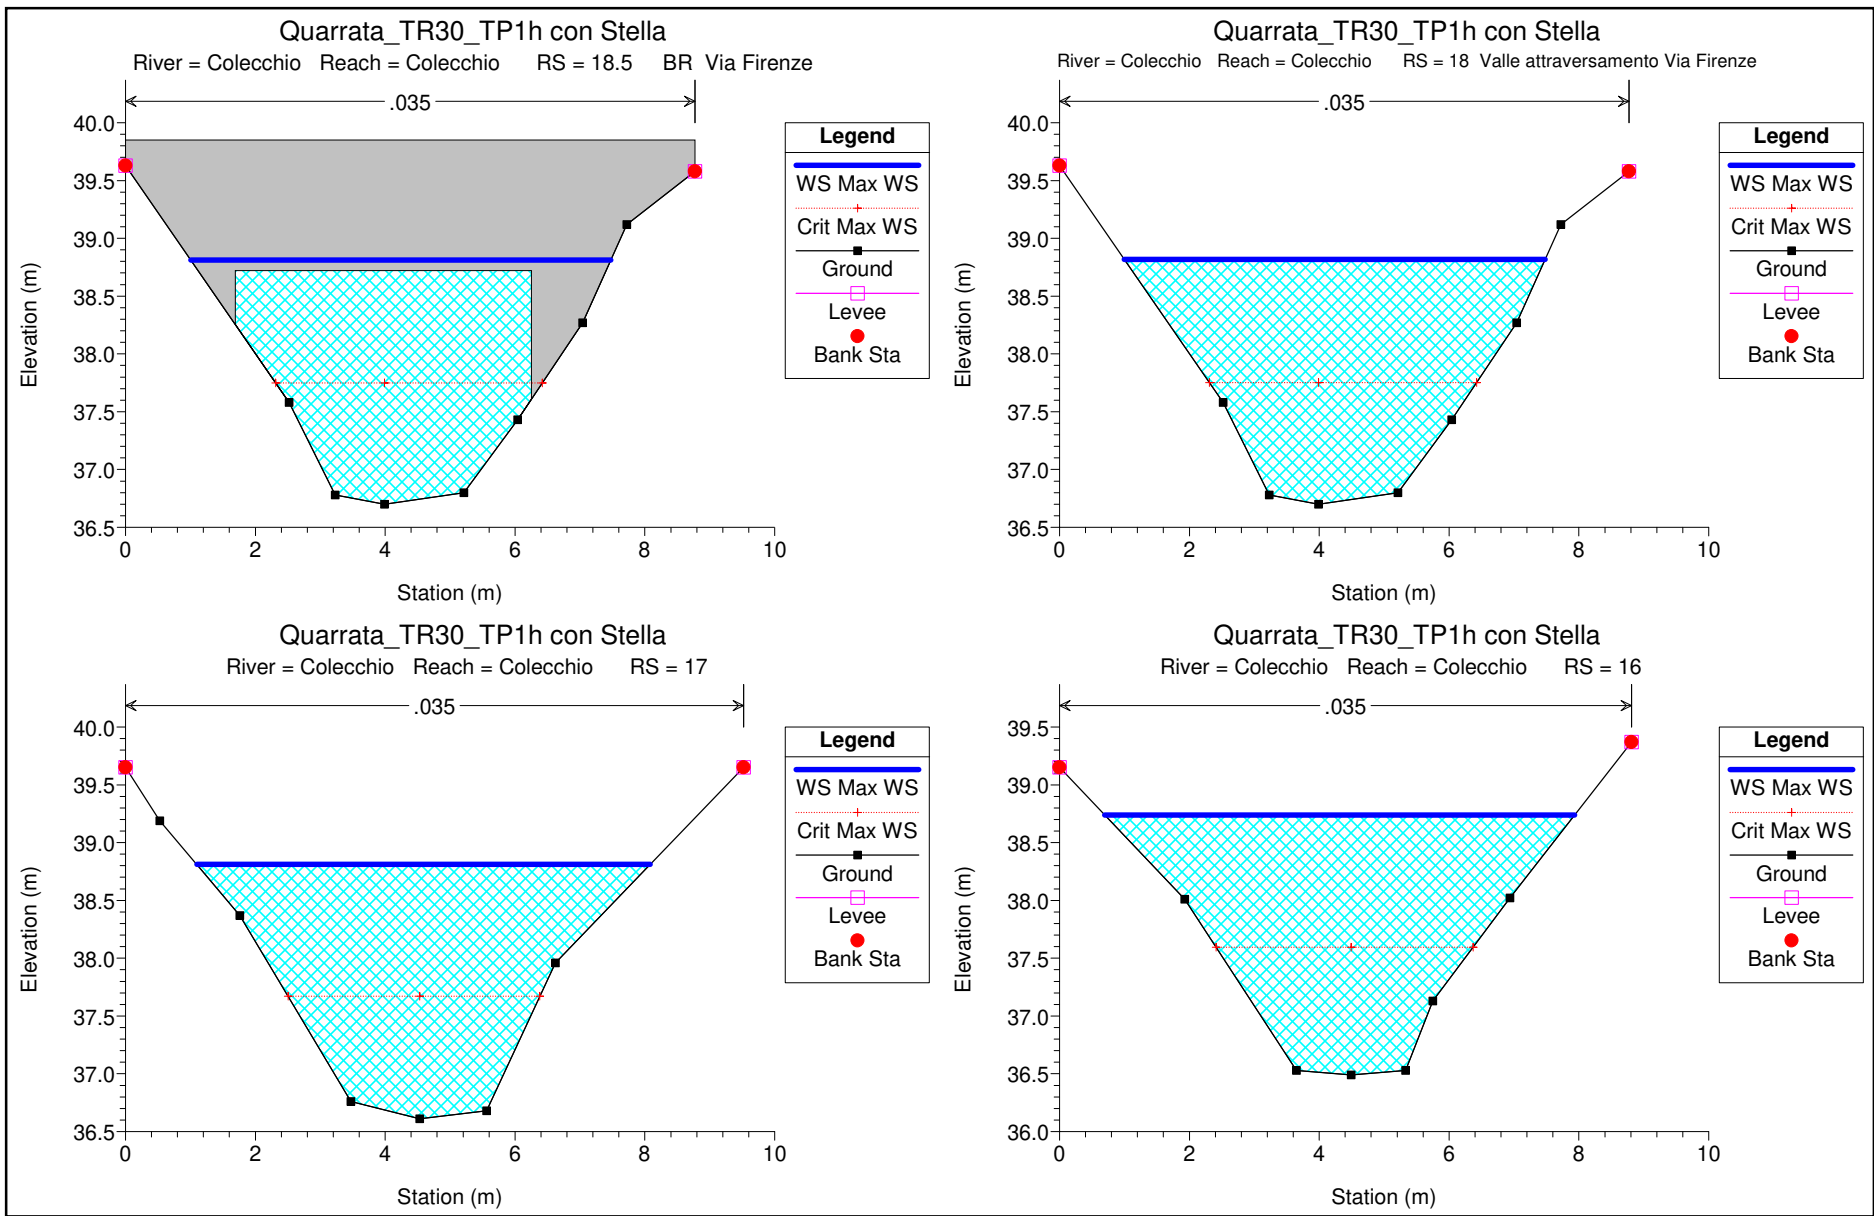 Quarrata_TR30_TP1h con Stella
River = Colecchio Reach = Colecchio RS = 18.5 BR Via Firenze
.035
40.0
39.5
39.0
38.5
38.0
37.5
37.0
36.5
0 2 4 6 8 10
Station (m)
Elevation (m)
Legend
WS Max WS
Crit Max WS
Ground
Levee
Bank Sta
Quarrata_TR30_TP1h con Stella
River = Colecchio Reach = Colecchio RS = 18 Valle attraversamento Via Firenze
.035
40.0
39.5
39.0
38.5
38.0
37.5
37.0
36.5
0 2 4 6 8 10
Station (m)
Elevation (m)
Legend
WS Max WS
Crit Max WS
Ground
Levee
Bank Sta
Quarrata_TR30_TP1h con Stella
River = Colecchio Reach = Colecchio RS = 17
.035
40.0
39.5
39.0
38.5
38.0
37.5
37.0
36.5
0 2 4 6 8 10
Station (m)
Elevation (m)
Legend
WS Max WS
Crit Max WS
Ground
Levee
Bank Sta
Quarrata_TR30_TP1h con Stella
River = Colecchio Reach = Colecchio RS = 16
.035
39.5
39.0
38.5
38.0
37.5
37.0
36.5
36.0
0 2 4 6 8 10
Station (m)
Elevation (m)
Legend
WS Max WS
Crit Max WS
Ground
Levee
Bank Sta